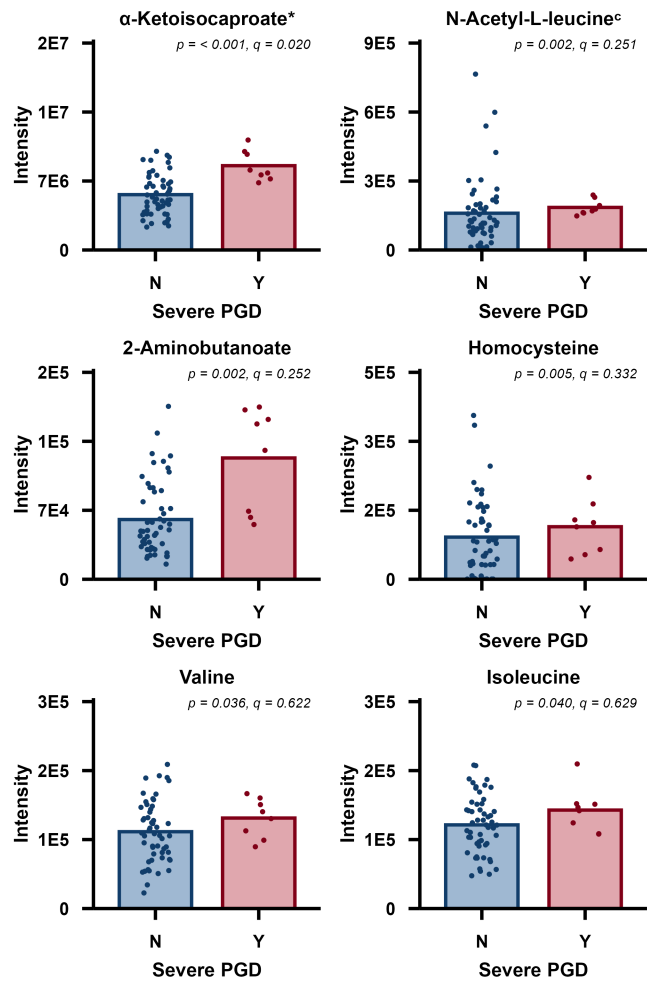 α-Ketoisocaproate*
p = < 0.001, q = 0.020
2E7
1E7
7E6
0
Intensity
N
Y
Severe PGD
N-Acetyl-L-leucineᶜ
p = 0.002, q = 0.251
9E5
6E5
3E5
0
Intensity
N
Y
Severe PGD
2-Aminobutanoate
p = 0.002, q = 0.252
2E5
1E5
7E4
0
Intensity
N
Y
Severe PGD
Homocysteine
p = 0.005, q = 0.332
5E5
3E5
2E5
0
Intensity
N
Y
Severe PGD
Valine
p = 0.036, q = 0.622
3E5
2E5
1E5
0
Intensity
N
Y
Severe PGD
Isoleucine
p = 0.040, q = 0.629
3E5
2E5
1E5
0
Intensity
N
Y
Severe PGD